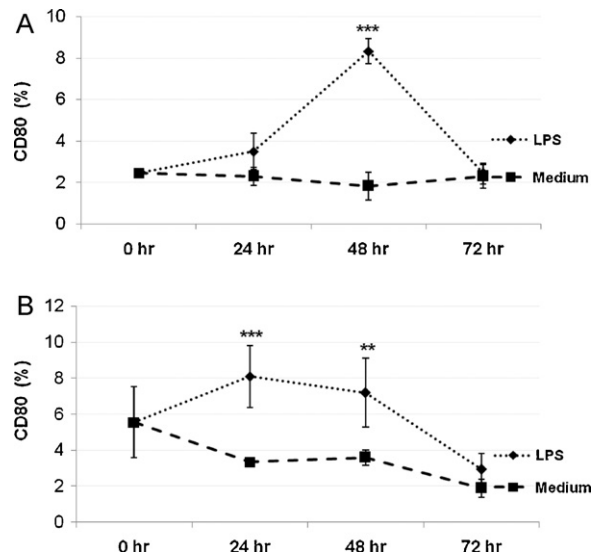 A
10
***
8
CD80 (%)
6
4
LPS
2
Medium
0
0 hr 24 hr 48 hr 72 hr
B
12
***
**
10
8
CD80 (%)
6
4
LPS
2
Medium
0
0 hr 24 hr 48 hr 72 hr